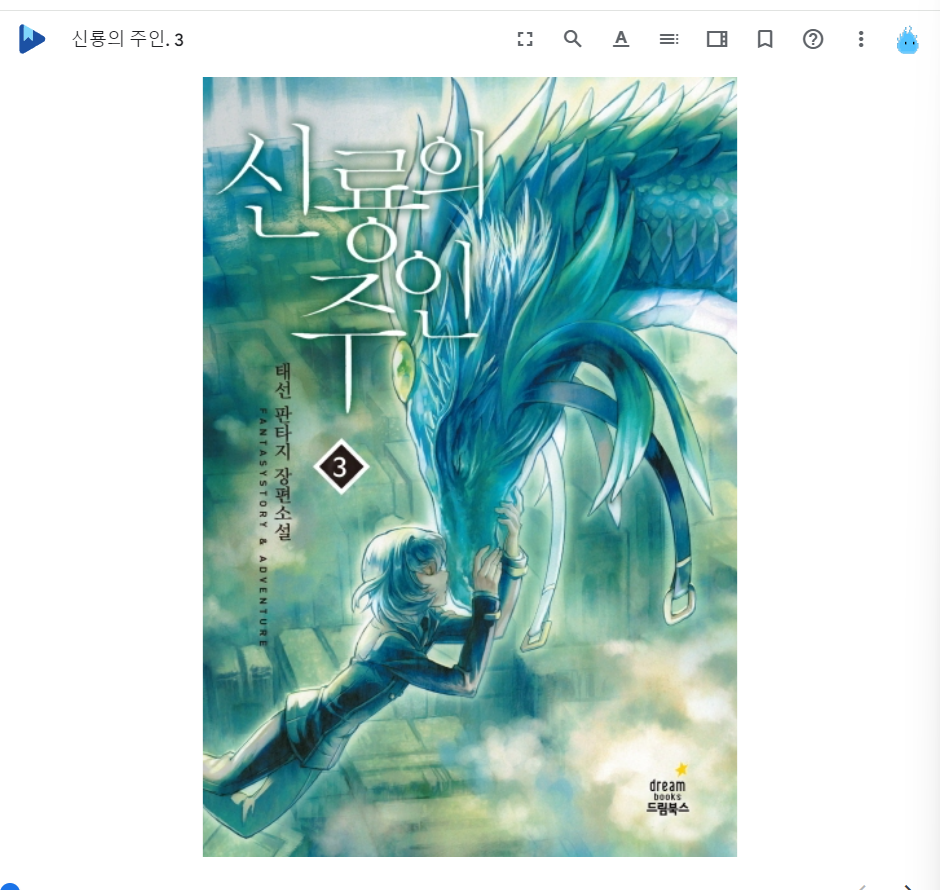 신룡의 주인. 3
신룡의
주인
태선 판타지 장편소설
FANTASYSTORY & ADVENTURE
3
dream
books
드림북스